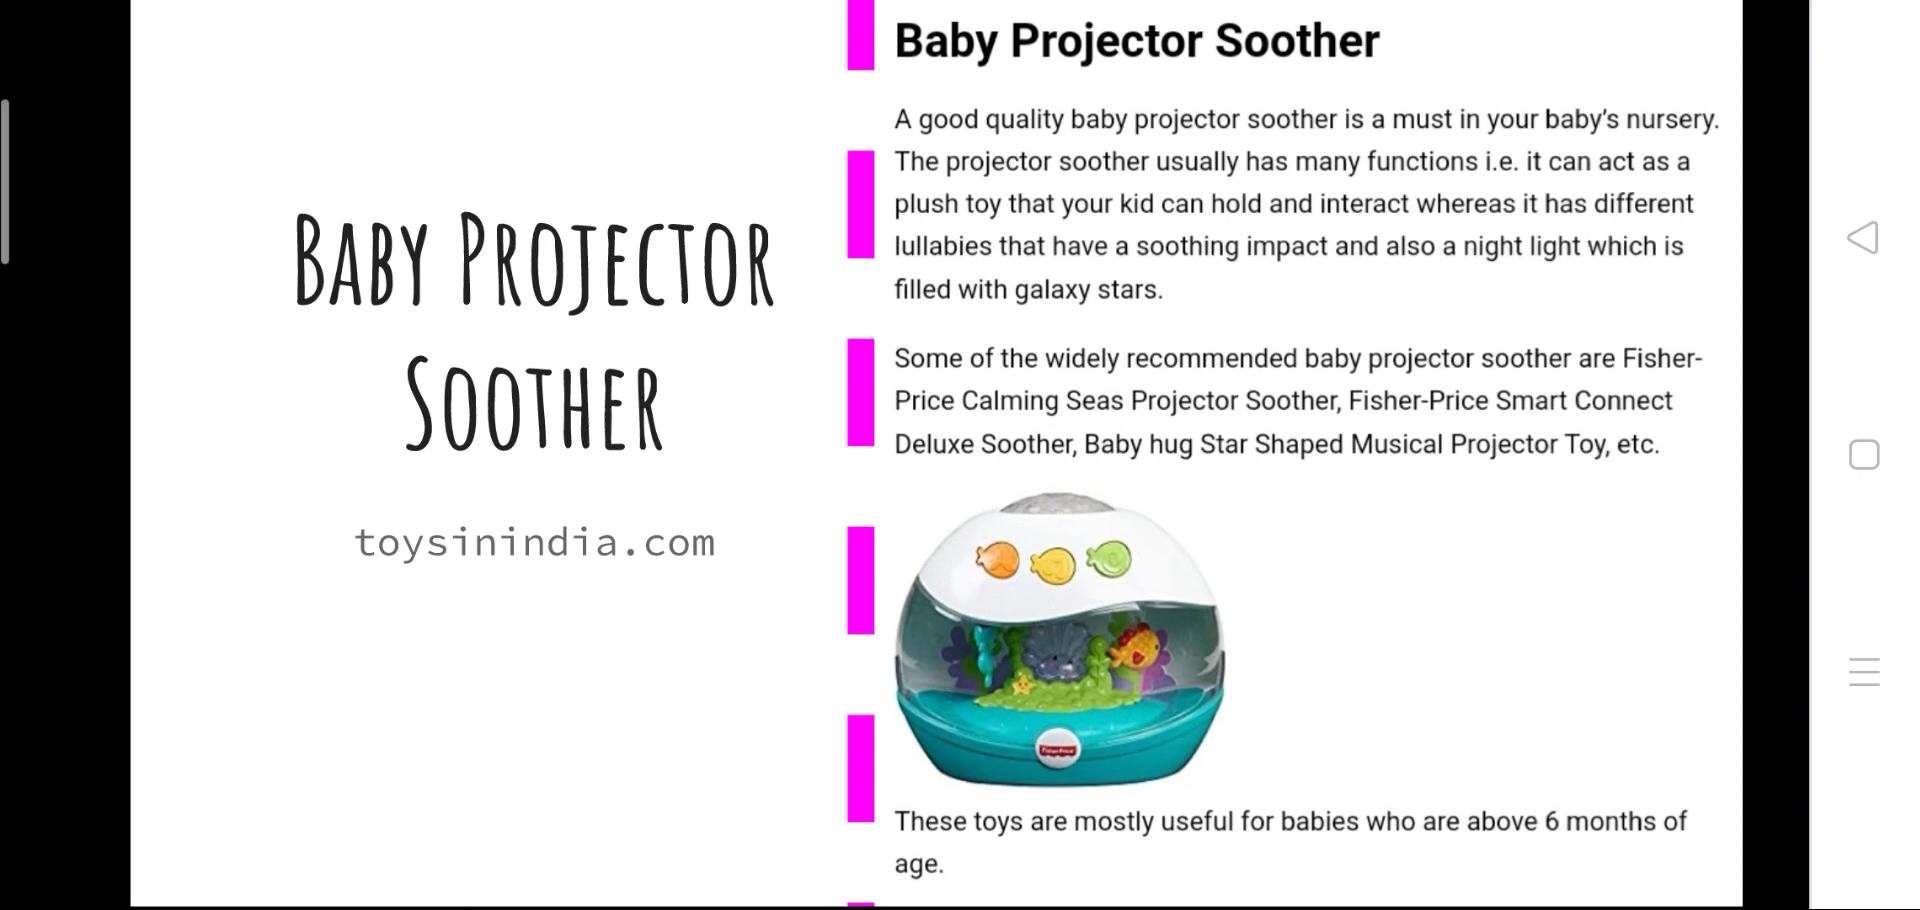 Baby Projector
Soother
toysinindia.com
Baby Projector Soother
A good quality baby projector soother is a must in your baby's nursery.
The projector soother usually has many functions i.e. it can act as a
plush toy that your kid can hold and interact whereas it has different
lullabies that have a soothing impact and also a night light which is
filled with galaxy stars.
Some of the widely recommended baby projector soother are Fisher-
Price Calming Seas Projector Soother, Fisher-Price Smart Connect
Deluxe Soother, Baby hug Star Shaped Musical Projector Toy, etc.
Fisher-Price
These toys are mostly useful for babies who are above 6 months of
age.